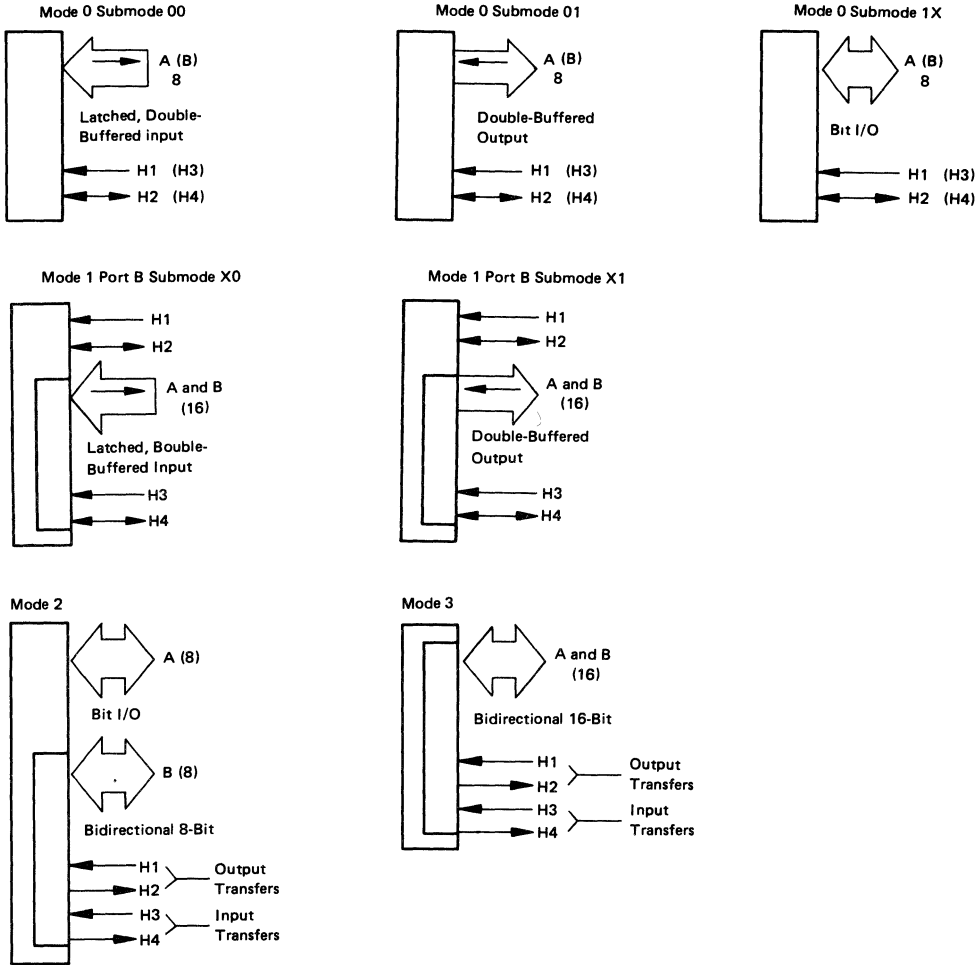 Mode 0 Submode 00
A (B)
8
Latched, Double-
Buffered input
H1 (H3)
H2 (H4)
Mode 0 Submode 01
A (B)
8
Double-Buffered
Output
H1 (H3)
H2 (H4)
Mode 0 Submode 1X
A (B)
8
Bit I/O
H1 (H3)
H2 (H4)
Mode 1 Port B Submode X0
H1
H2
A and B
(16)
Latched, Bouble-
Buffered Input
H3
H4
Mode 1 Port B Submode X1
H1
H2
A and B
(16)
Double-Buffered
Output
H3
H4
Mode 2
A (8)
Bit I/O
B (8)
Bidirectional 8-Bit
H1
H2
Output
Transfers
H3
H4
Input
Transfers
Mode 3
A and B
(16)
Bidirectional 16-Bit
H1
H2
Output
Transfers
H3
H4
Input
Transfers